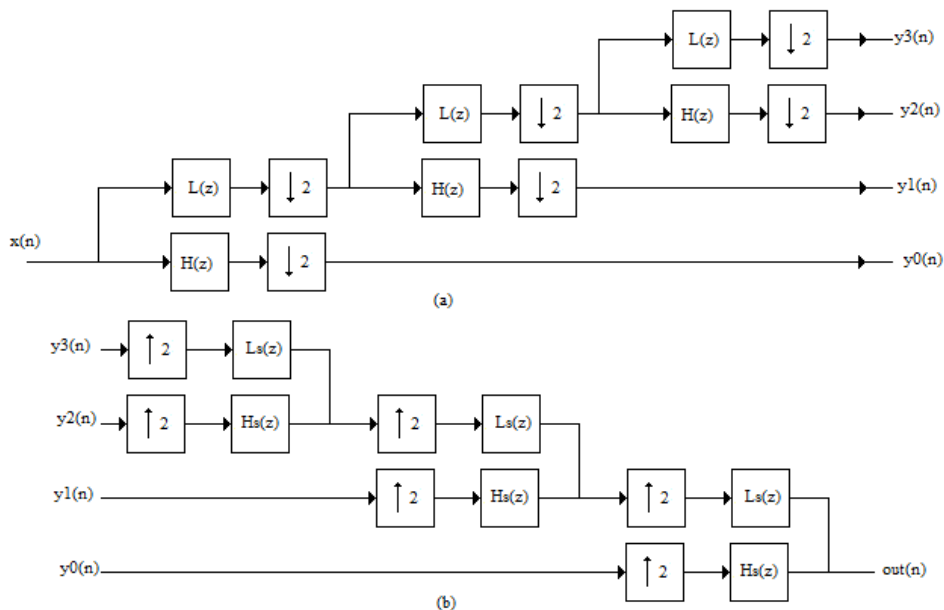 L(z) ↓ 2 y3(n)
L(z) ↓ 2 H(z) ↓ 2 y2(n)
L(z) ↓ 2 H(z) ↓ 2 y1(n)
x(n)
H(z) ↓ 2 y0(n)
(a)
y3(n) ↑ 2 Ls(z)
y2(n) ↑ 2 Hs(z) ↑ 2 Ls(z)
y1(n) ↑ 2 Hs(z) ↑ 2 Ls(z)
y0(n) ↑ 2 Hs(z) out(n)
(b)